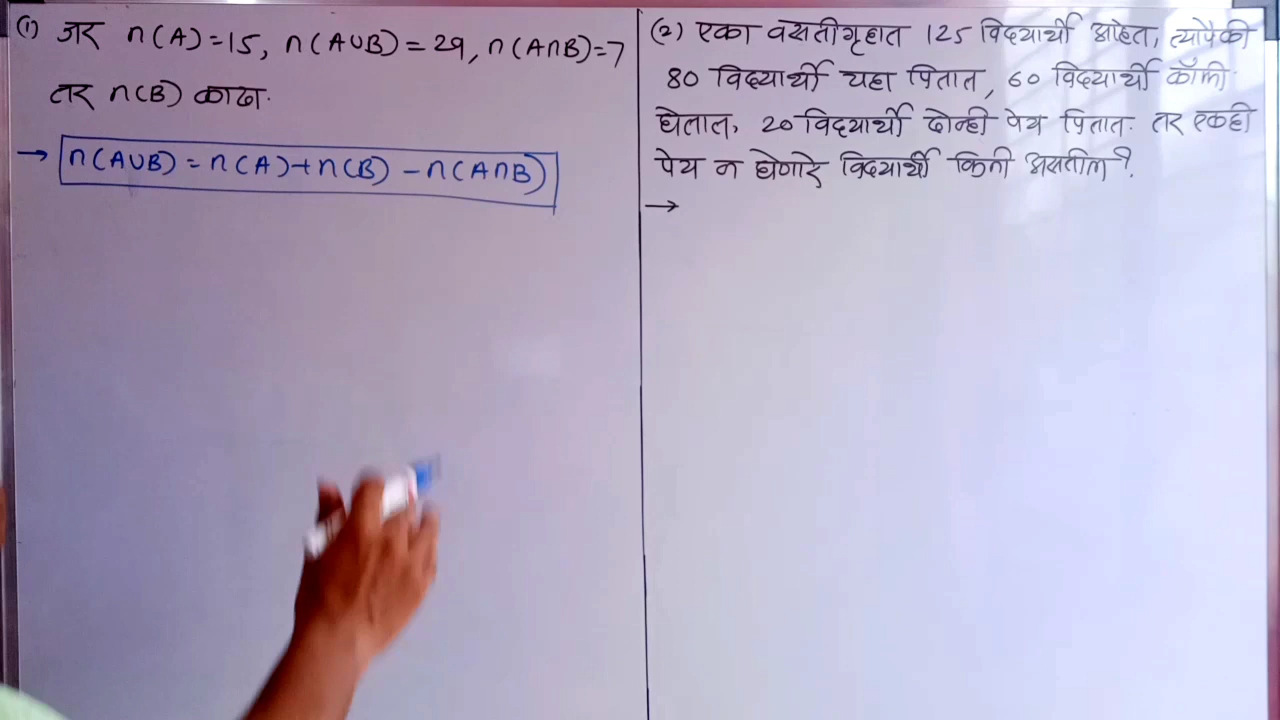 (1) जर n(A)=15, n(A∪B)=29, n(A∩B)=7
तर n(B) काढा.
→ n(A∪B) = n(A)+n(B) - n(A∩B)
(2) एका वसतीगृहात 125 विद्यार्थी आहेत, त्यापैकी
80 विद्यार्थी चहा पितात, 60 विद्यार्थी कॉफी
घेतात, 20 विद्यार्थी दोन्ही पेय पितात. तर एकही
पेय न घेणारे विद्यार्थी किती असतील?
→